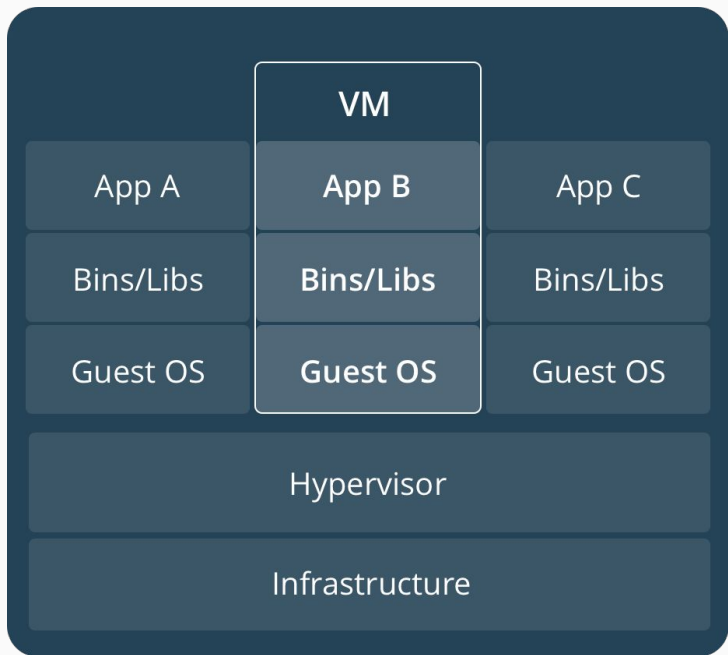 VM
App A
App B
App C
Bins/Libs
Bins/Libs
Bins/Libs
Guest OS
Guest OS
Guest OS
Hypervisor
Infrastructure